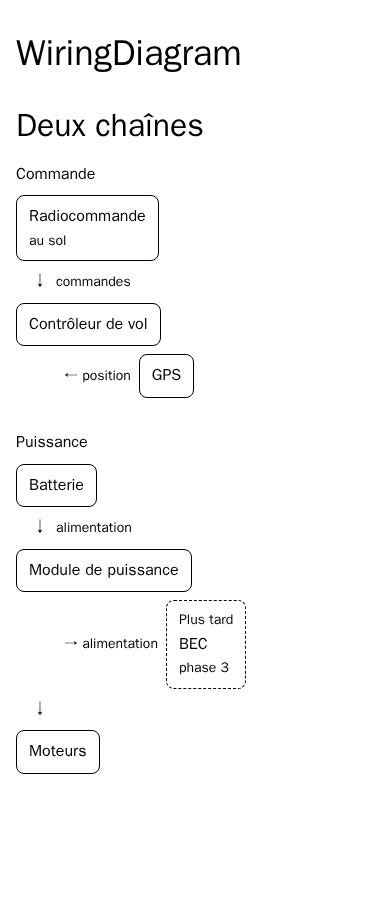 WiringDiagram
Deux chaînes
Commande
Radiocommande
au sol
↓ commandes
Contrôleur de vol
← position
GPS
Puissance
Batterie
↓ alimentation
Module de puissance
→ alimentation
Plus tard
BEC
phase 3
↓
Moteurs